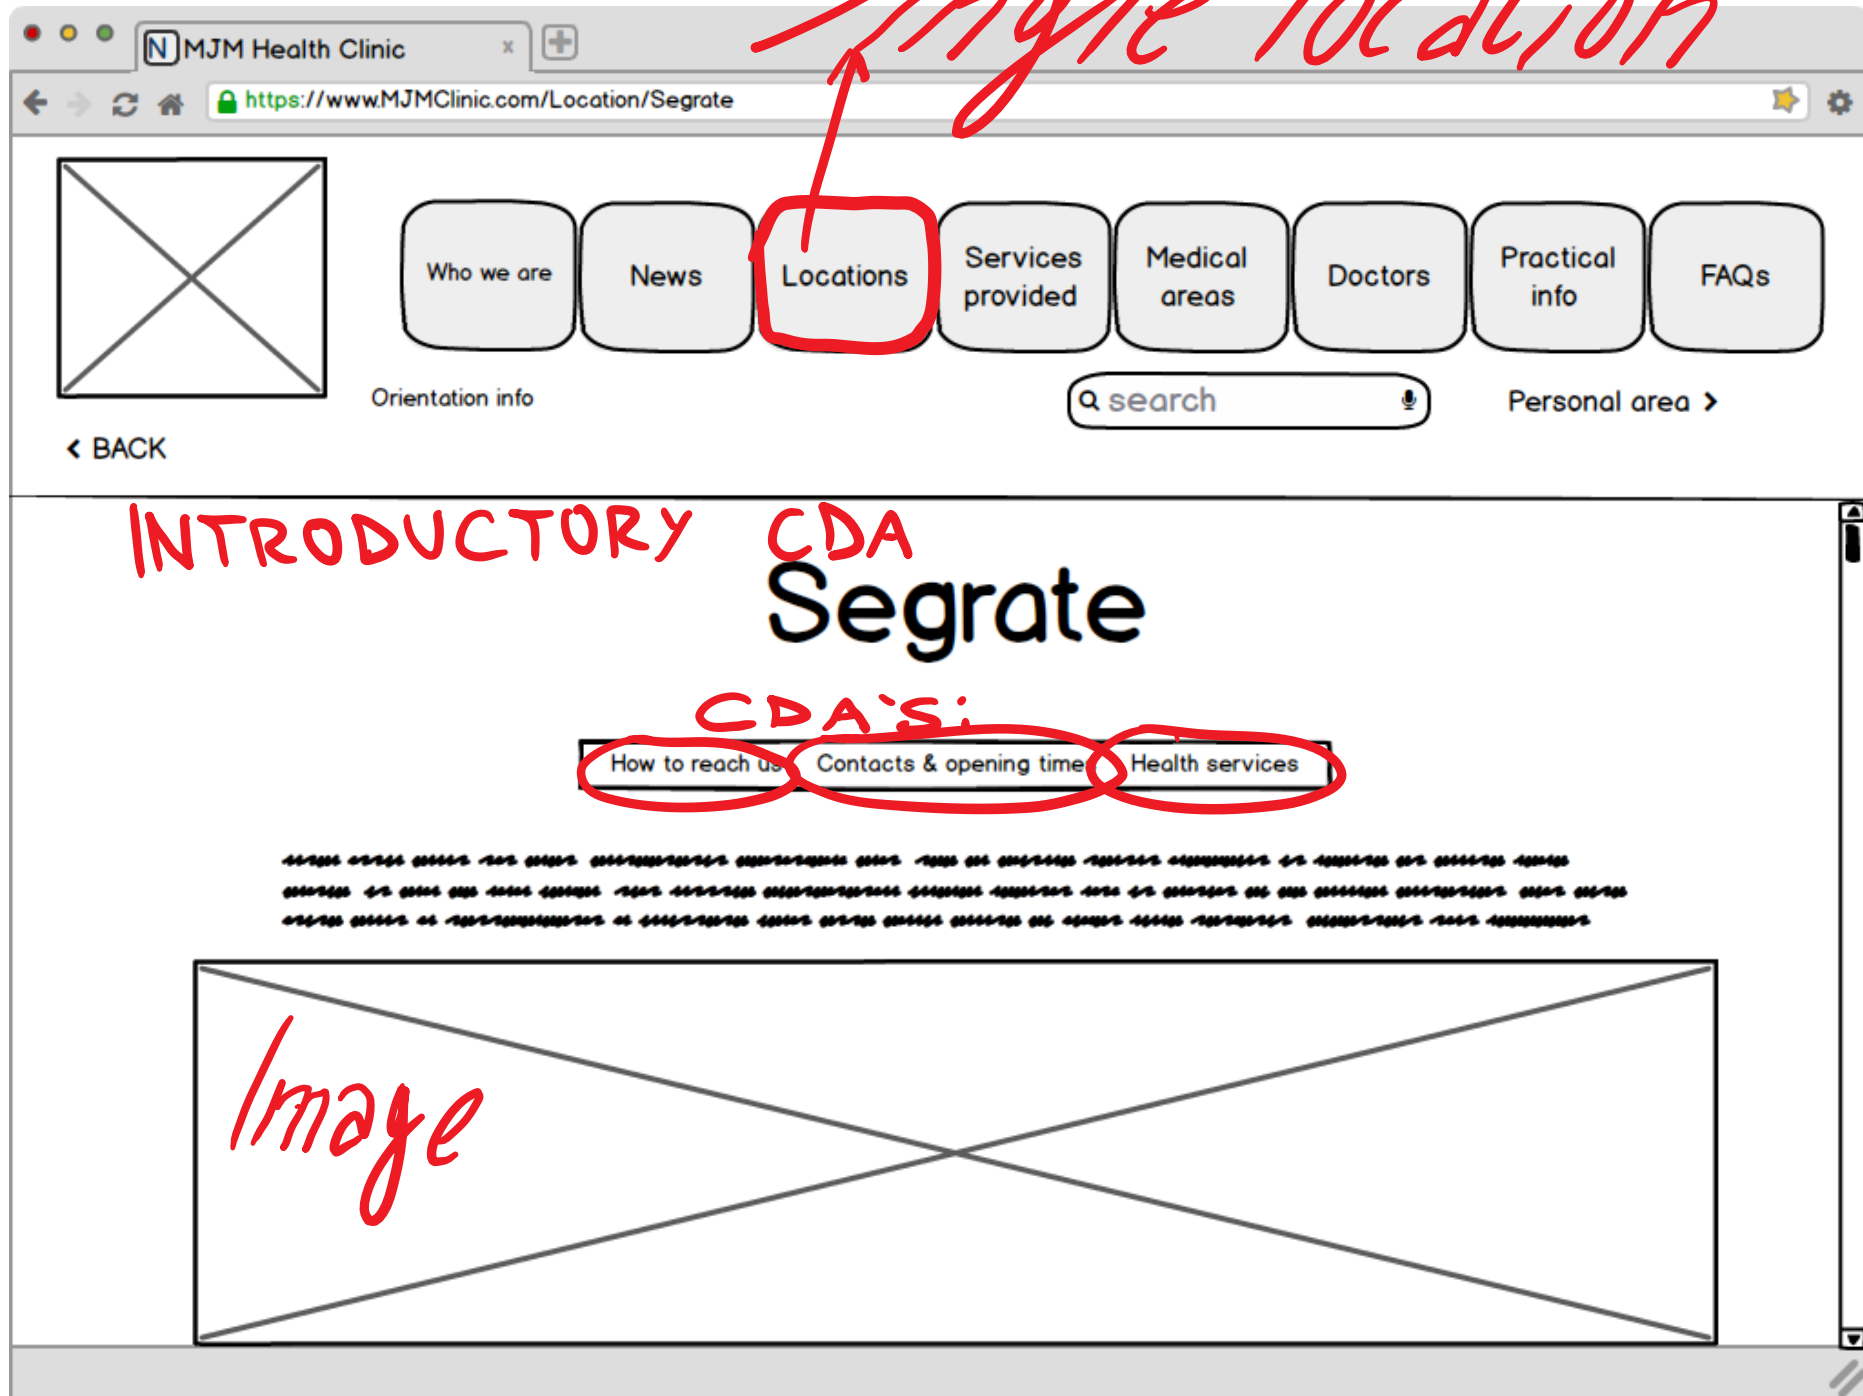 Single location
N MJM Health Clinic x
https://www.MJMClinic.com/Location/Segrate
Who we are News Locations Services provided Medical areas Doctors Practical info FAQs
Orientation info search Personal area >
< BACK
INTRODUCTORY CDA
Segrate
CDA'S:
How to reach us Contacts & opening time Health services
Image